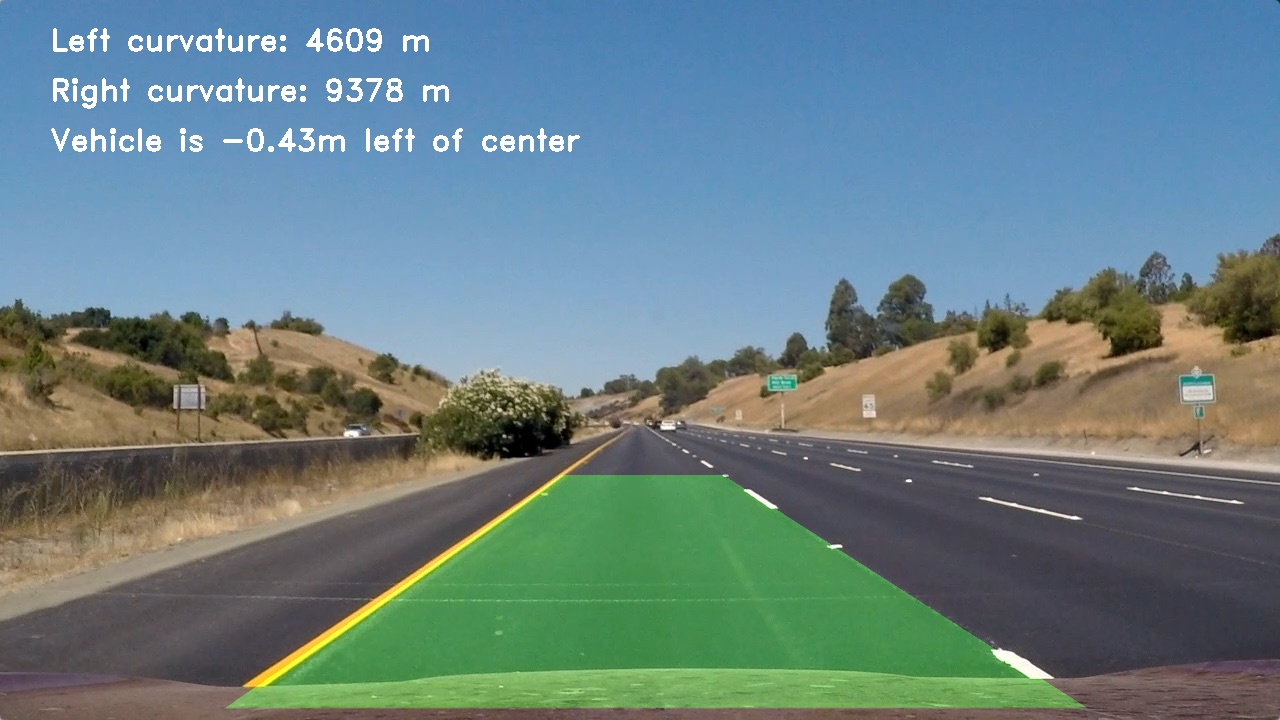 Left curvature: 4609 m
Right curvature: 9378 m
Vehicle is -0.43m left of center